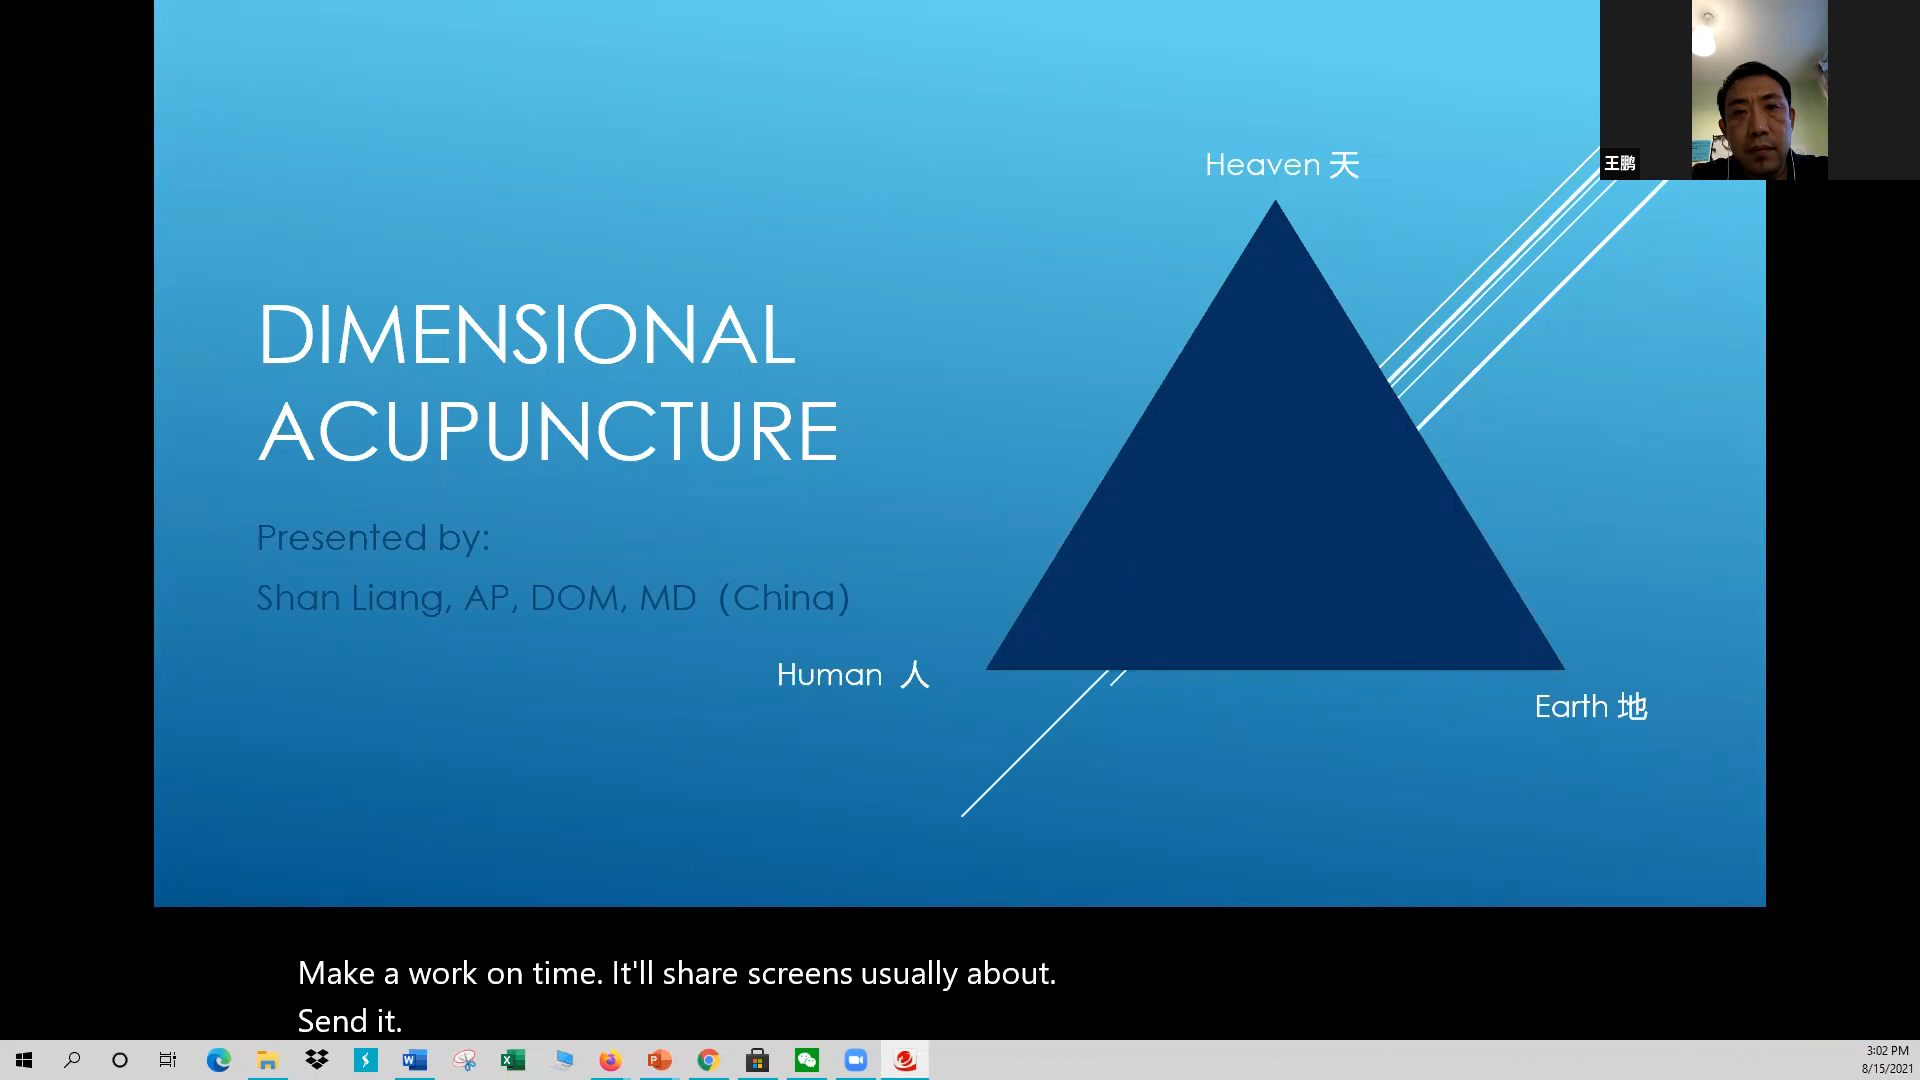 Heaven 天
王鹏
DIMENSIONAL
ACUPUNCTURE
Presented by:
Shan Liang, AP, DOM, MD（China）
Human 人
Earth 地
Make a work on time. It'll share screens usually about.
Send it.
3:02 PM
8/15/2021